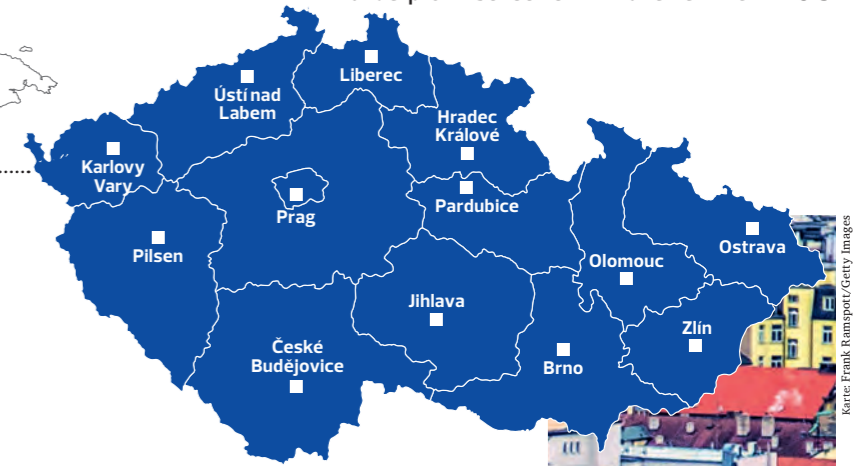 Liberec
Ústí nad
Labem
Hradec
Králové
Karlovy
Vary
Prag
Pardubice
Pilsen
Olomouc
Ostrava
Jihlava
Zlín
České
Budějovice
Brno
Karte: Frank Ramspott/Getty Images